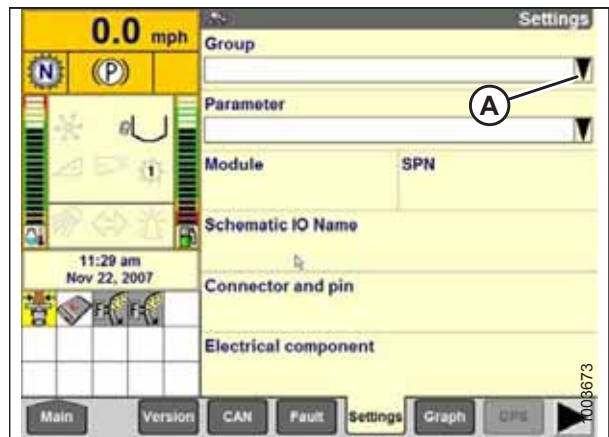 0.0 mph
Settings
Group
N
P
A
Parameter
1
Module
SPN
Schematic IO Name
11:29 am
Nov 22, 2007
Connector and pin
Electrical component
Main
Version
CAN
Fault
Settings
Graph
GPS
1003673